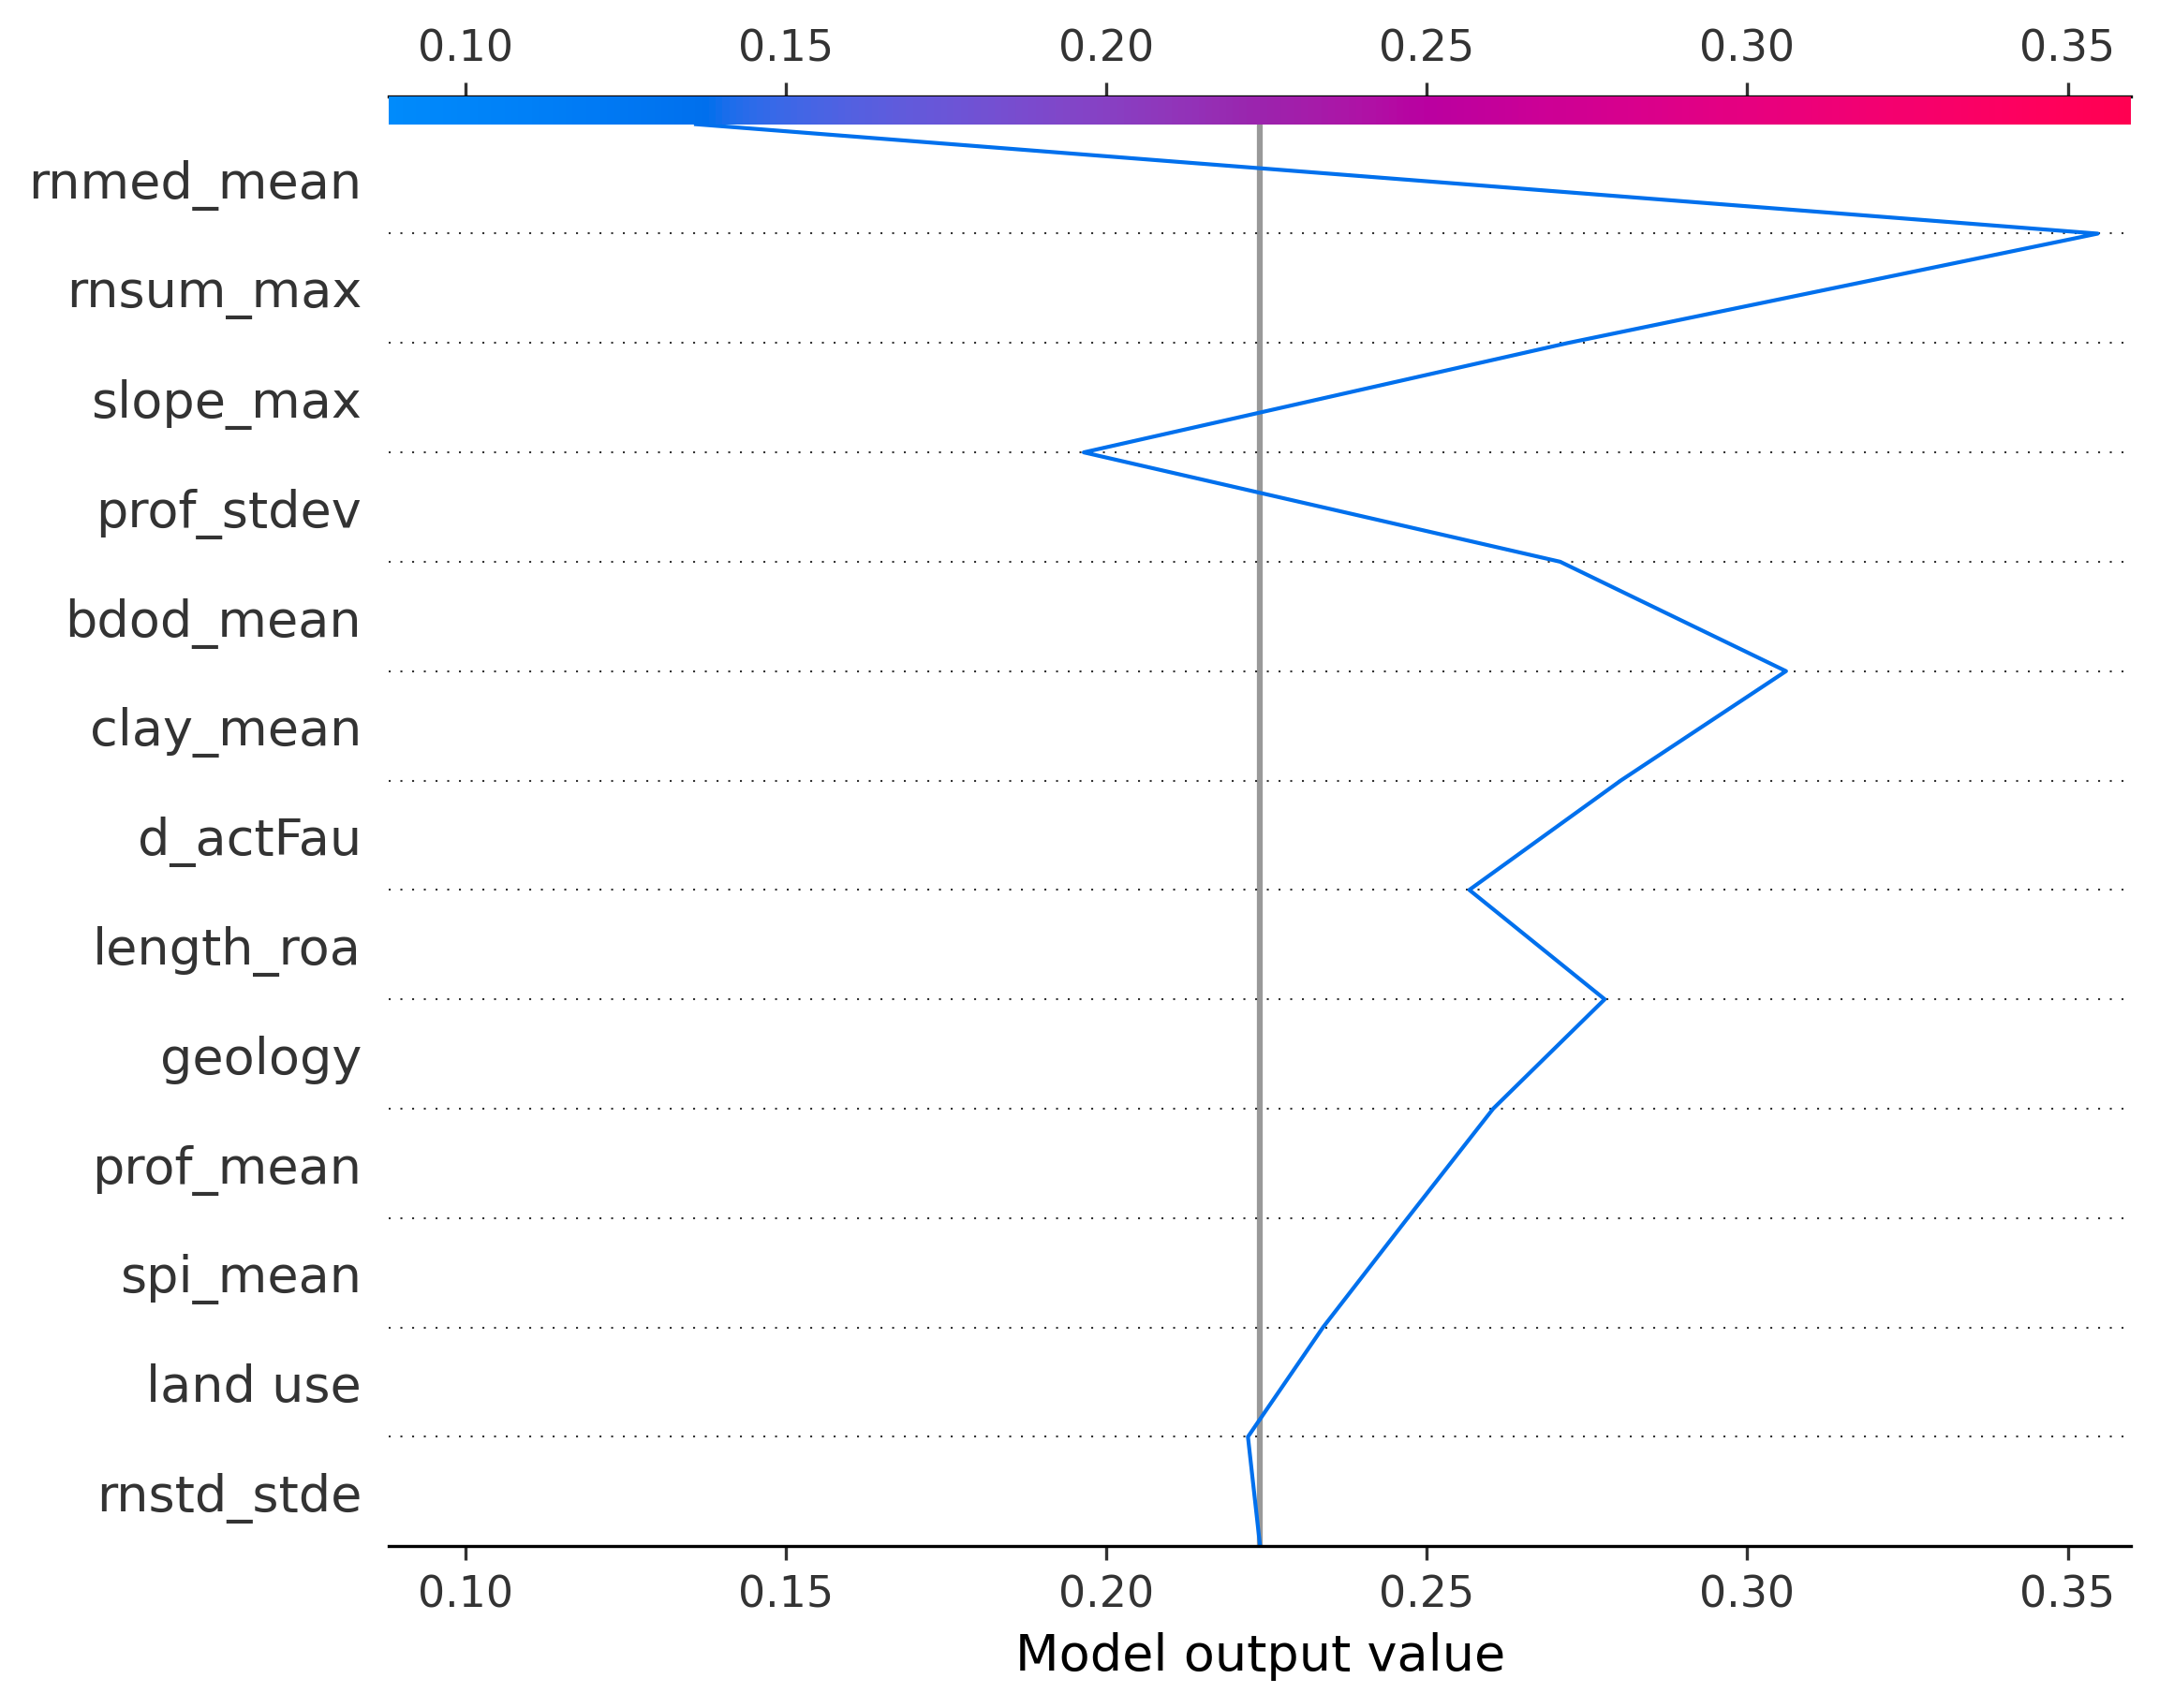 0.10 0.15 0.20 0.25 0.30 0.35
rnmed_mean
rnsum_max
slope_max
prof_stdev
bdod_mean
clay_mean
d_actFau
length_roa
geology
prof_mean
spi_mean
land use
rnstd_stde
0.10 0.15 0.20 0.25 0.30 0.35
Model output value